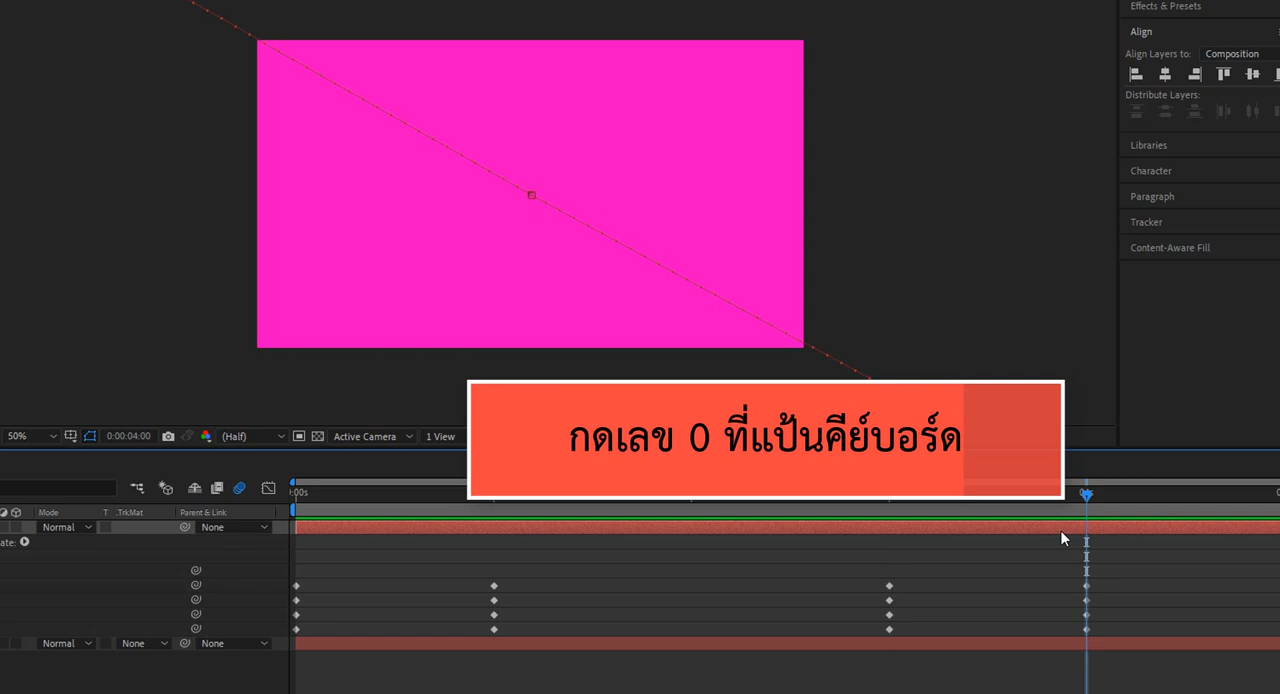 Effects & Presets
Align
Align Layers to: Composition
Distribute Layers:
Libraries
Character
Paragraph
Tracker
Content-Aware Fill
50% 0:00:04:00 (Half) Active Camera 1 View
กดเลข 0 ที่แป้นคีย์บอร์ด
:00s
Mode T .TrkMat Parent & Link
Normal None
ate:
Normal None None